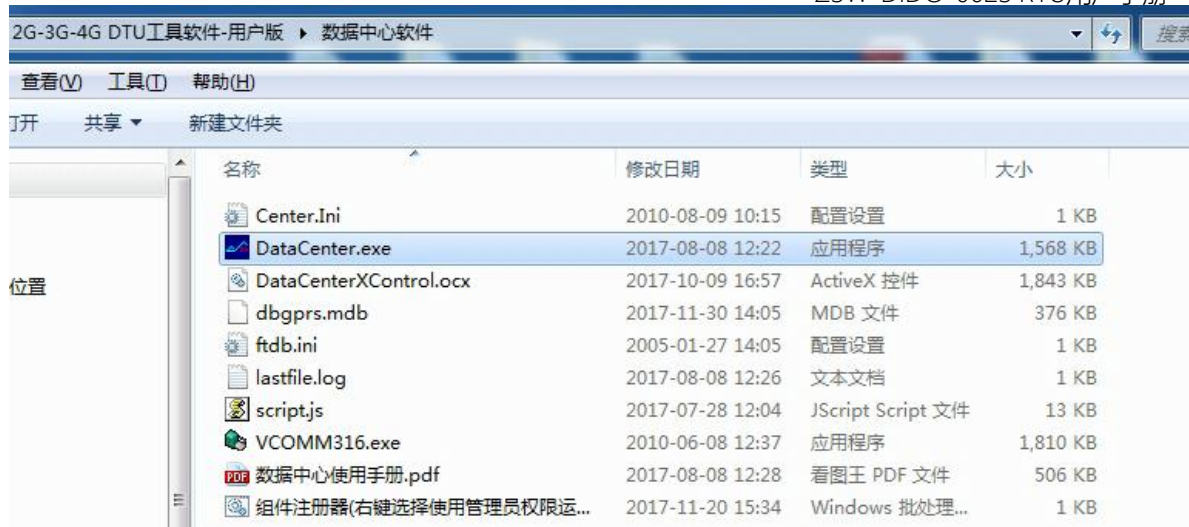 2G-3G-4G DTU工具软件-用户版 ▸ 数据中心软件
查看(V) 工具(T) 帮助(H)
共享 新建文件夹
名称 修改日期 类型 大小
Center.Ini 2010-08-09 10:15 配置设置 1 KB
DataCenter.exe 2017-08-08 12:22 应用程序 1,568 KB
位置
DataCenterXControl.ocx 2017-10-09 16:57 ActiveX 控件 1,843 KB
dbgprs.mdb 2017-11-30 14:05 MDB 文件 376 KB
ftdb.ini 2005-01-27 14:05 配置设置 1 KB
lastfile.log 2017-08-08 12:26 文本文档 1 KB
script.js 2017-07-28 12:04 JScript Script 文件 13 KB
VCOMM316.exe 2010-06-08 12:37 应用程序 1,810 KB
数据中心使用手册.pdf 2017-08-08 12:28 看图王 PDF 文件 506 KB
组件注册器(右键选择使用管理员权限运... 2017-11-20 15:34 Windows 批处理... 1 KB